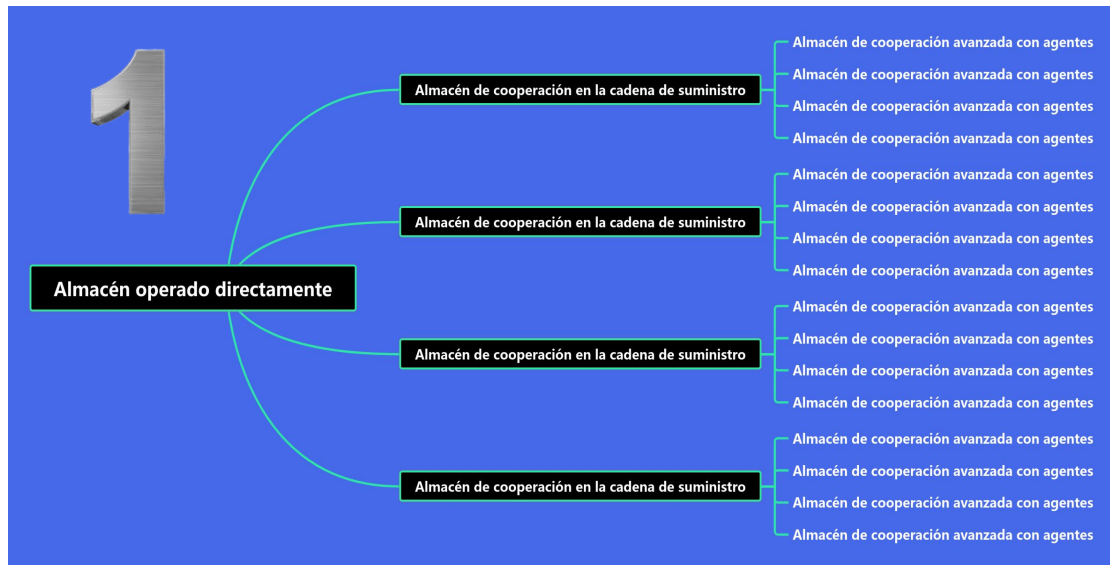 1
Almacén operado directamente
Almacén de cooperación en la cadena de suministro
Almacén de cooperación avanzada con agentes
Almacén de cooperación avanzada con agentes
Almacén de cooperación avanzada con agentes
Almacén de cooperación avanzada con agentes
Almacén de cooperación en la cadena de suministro
Almacén de cooperación avanzada con agentes
Almacén de cooperación avanzada con agentes
Almacén de cooperación avanzada con agentes
Almacén de cooperación avanzada con agentes
Almacén de cooperación en la cadena de suministro
Almacén de cooperación avanzada con agentes
Almacén de cooperación avanzada con agentes
Almacén de cooperación avanzada con agentes
Almacén de cooperación avanzada con agentes
Almacén de cooperación en la cadena de suministro
Almacén de cooperación avanzada con agentes
Almacén de cooperación avanzada con agentes
Almacén de cooperación avanzada con agentes
Almacén de cooperación avanzada con agentes